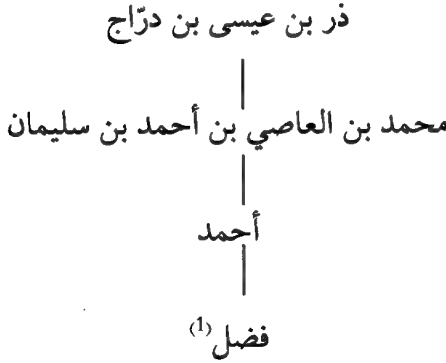 ذر بن عيسى بن درّاج
محمد بن العاصي بن أحمد بن سليمان
أحمد
فضل(1)